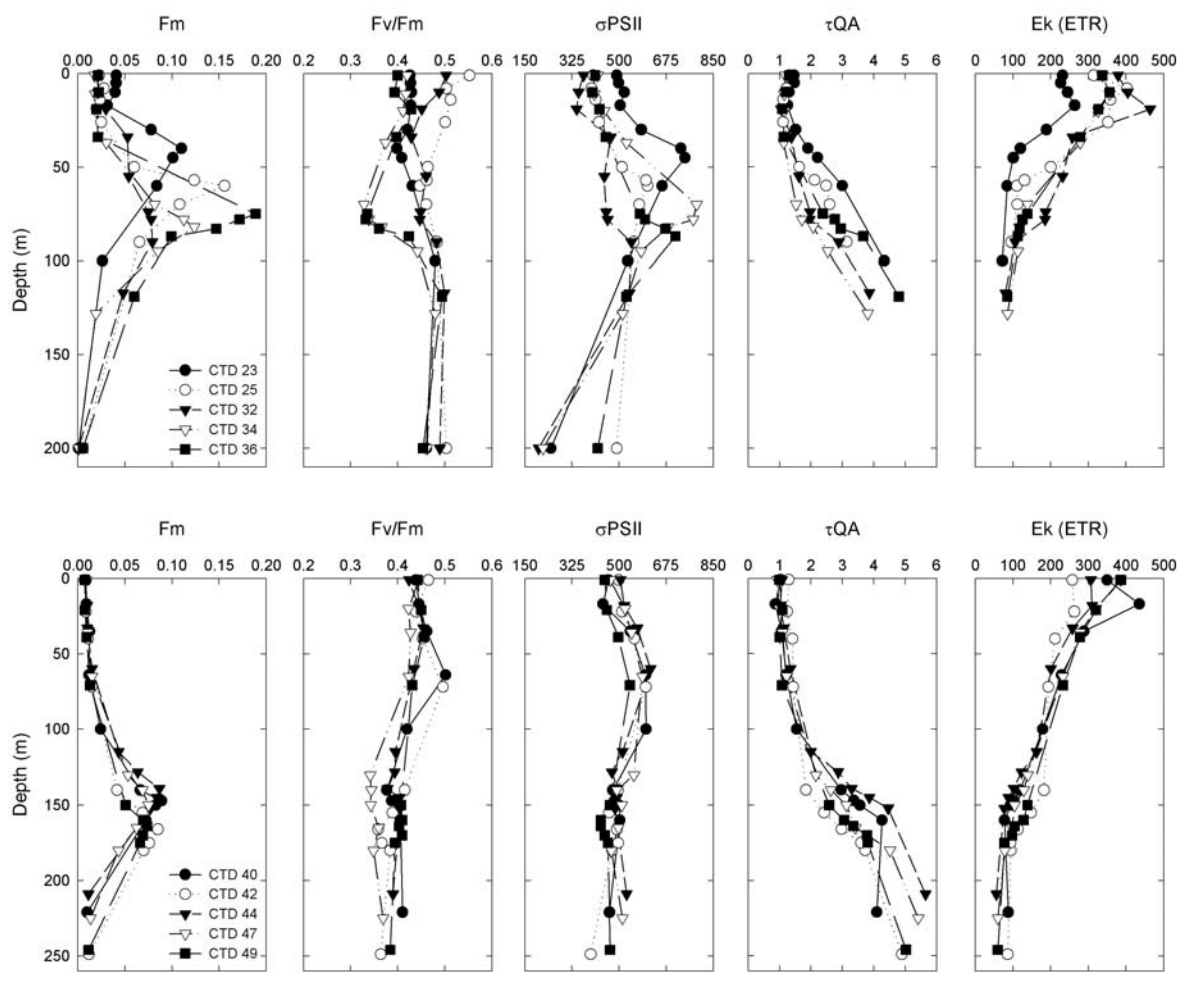 Fm Fv/Fm σPSII τQA Ek (ETR)
0.00 0.05 0.10 0.15 0.20 0.2 0.3 0.4 0.5 0.6 150 325 500 675 850 0 1 2 3 4 5 6 0 100 200 300 400 500
0
50
100
150
200
Depth (m)
CTD 23
CTD 25
CTD 32
CTD 34
CTD 36
Fm Fv/Fm σPSII τQA Ek (ETR)
0.00 0.05 0.10 0.15 0.20 0.2 0.3 0.4 0.5 0.6 150 325 500 675 850 0 1 2 3 4 5 6 0 100 200 300 400 500
0
50
100
150
200
250
Depth (m)
CTD 40
CTD 42
CTD 44
CTD 47
CTD 49